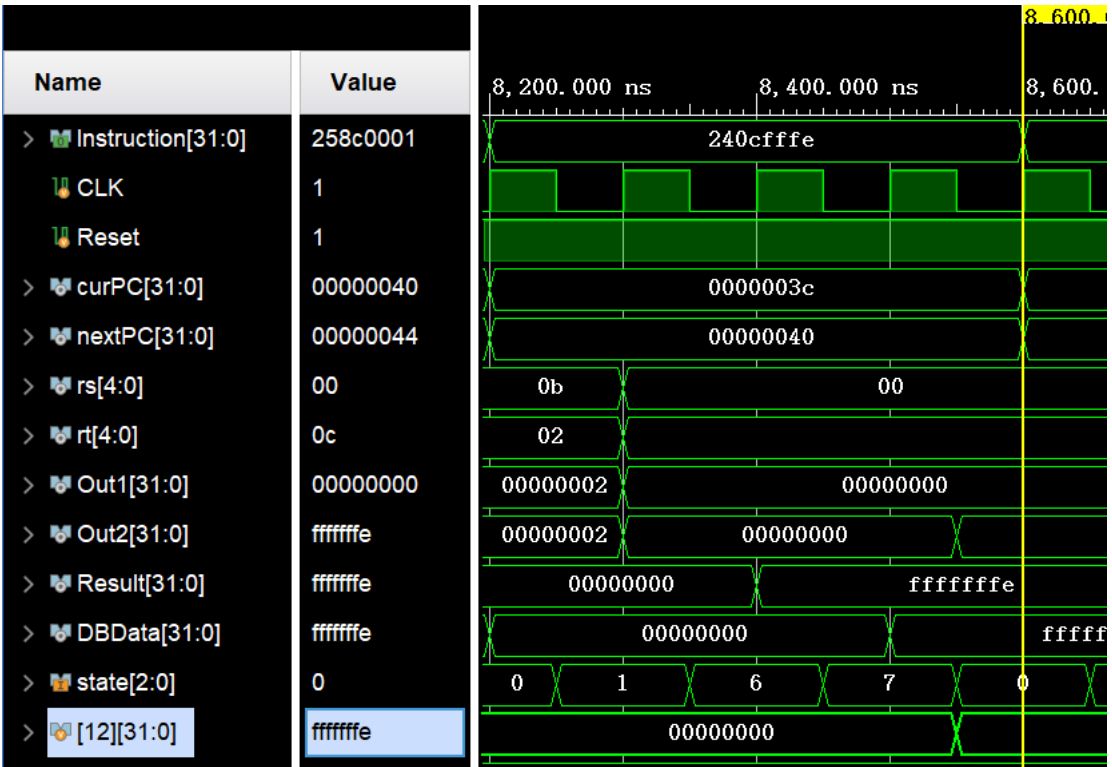 8,600.
Name Value 8,200.000 ns 8,400.000 ns 8,600.
Instruction[31:0] 258c0001 240cfffe
CLK 1
Reset 1
curPC[31:0] 00000040 0000003c
nextPC[31:0] 00000044 00000040
rs[4:0] 00 0b 00
rt[4:0] 0c 02
Out1[31:0] 00000000 00000002 00000000
Out2[31:0] fffffffe 00000002 00000000
Result[31:0] fffffffe 00000000 fffffffe
DBData[31:0] fffffffe 00000000 fffff
state[2:0] 0 0 1 6 7 0
[12][31:0] fffffffe 00000000